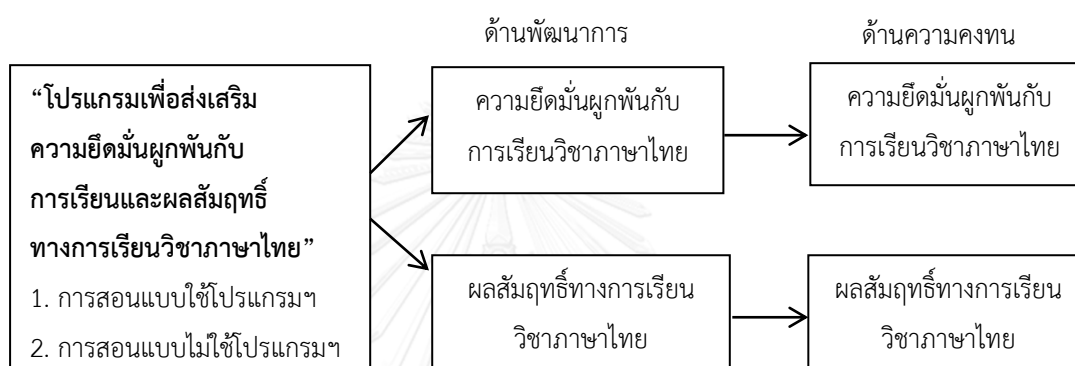 ด้านพัฒนาการ
ด้านความคงทน
“โปรแกรมเพื่อส่งเสริม
ความยึดมั่นผูกพันกับ
การเรียนและผลสัมฤทธิ์
ทางการเรียนวิชาภาษาไทย”
1. การสอนแบบใช้โปรแกรมฯ
2. การสอนแบบไม่ใช้โปรแกรมฯ
ความยึดมั่นผูกพันกับ
การเรียนวิชาภาษาไทย
ความยึดมั่นผูกพันกับ
การเรียนวิชาภาษาไทย
ผลสัมฤทธิ์ทางการเรียน
วิชาภาษาไทย
ผลสัมฤทธิ์ทางการเรียน
วิชาภาษาไทย